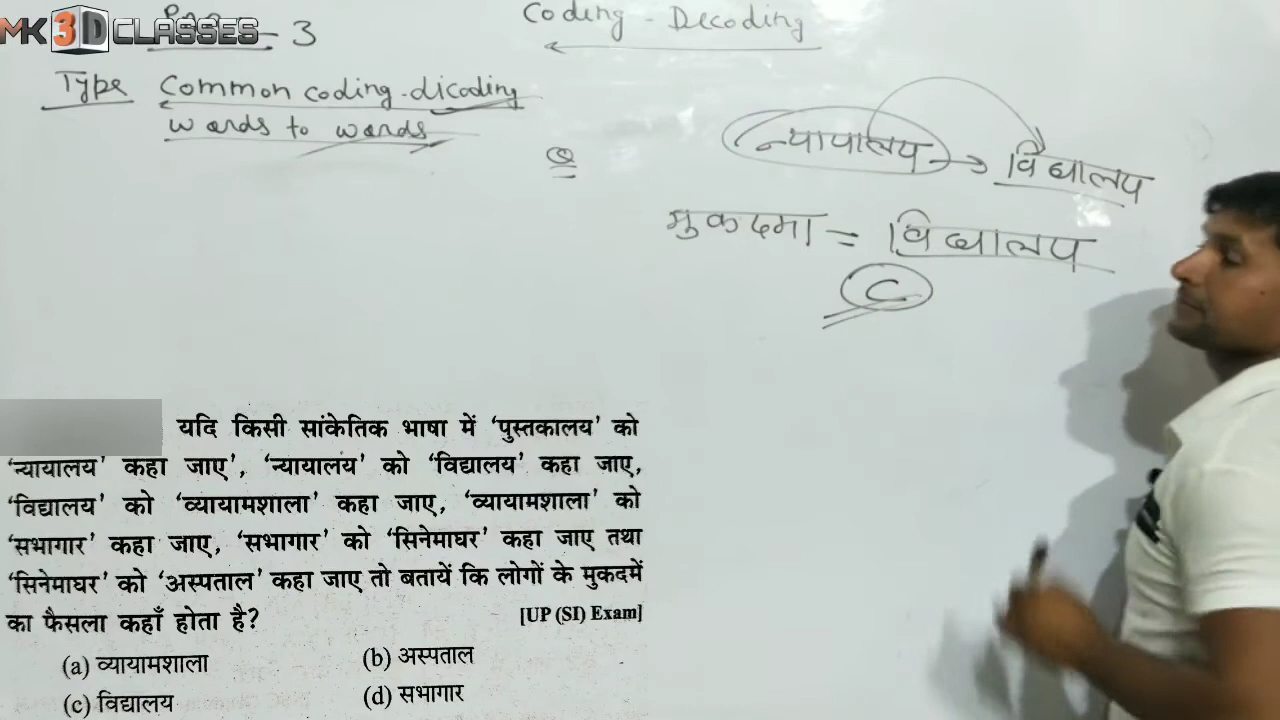 MK3D CLASSES
- 3
Coding - Decoding
Type Common coding-dicoding
words to words
Q
न्यायालय → विद्यालय
मुकदमा = विद्यालय
C
यदि किसी सांकेतिक भाषा में ‘पुस्तकालय’ को
‘न्यायालय’ कहा जाए’, ‘न्यायालय’ को ‘विद्यालय’ कहा जाए,
‘विद्यालय’ को ‘व्यायामशाला’ कहा जाए, ‘व्यायामशाला’ को
‘सभागार’ कहा जाए, ‘सभागार’ को ‘सिनेमाघर’ कहा जाए तथा
‘सिनेमाघर’ को ‘अस्पताल’ कहा जाए तो बतायें कि लोगों के मुकदमें
का फैसला कहाँ होता है? [UP (SI) Exam]
(a) व्यायामशाला (b) अस्पताल
(c) विद्यालय (d) सभागार